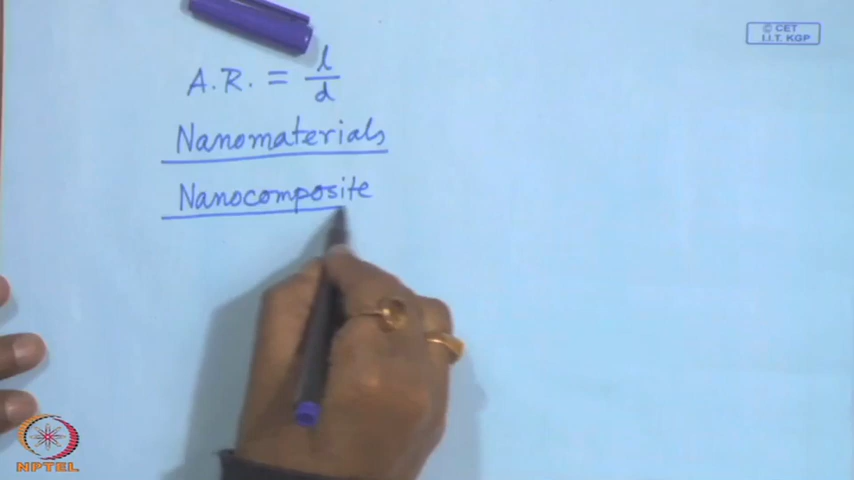 © CET
I.I.T. KGP
A.R. = l/d
Nanomaterials
Nanocomposite
NPTEL